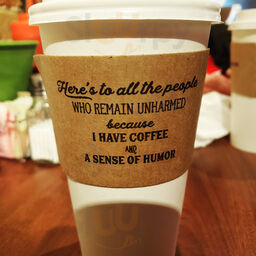 Here's to all the people
WHO REMAIN UNHARMED
because
I HAVE COFFEE
AND
A SENSE OF HUMOR